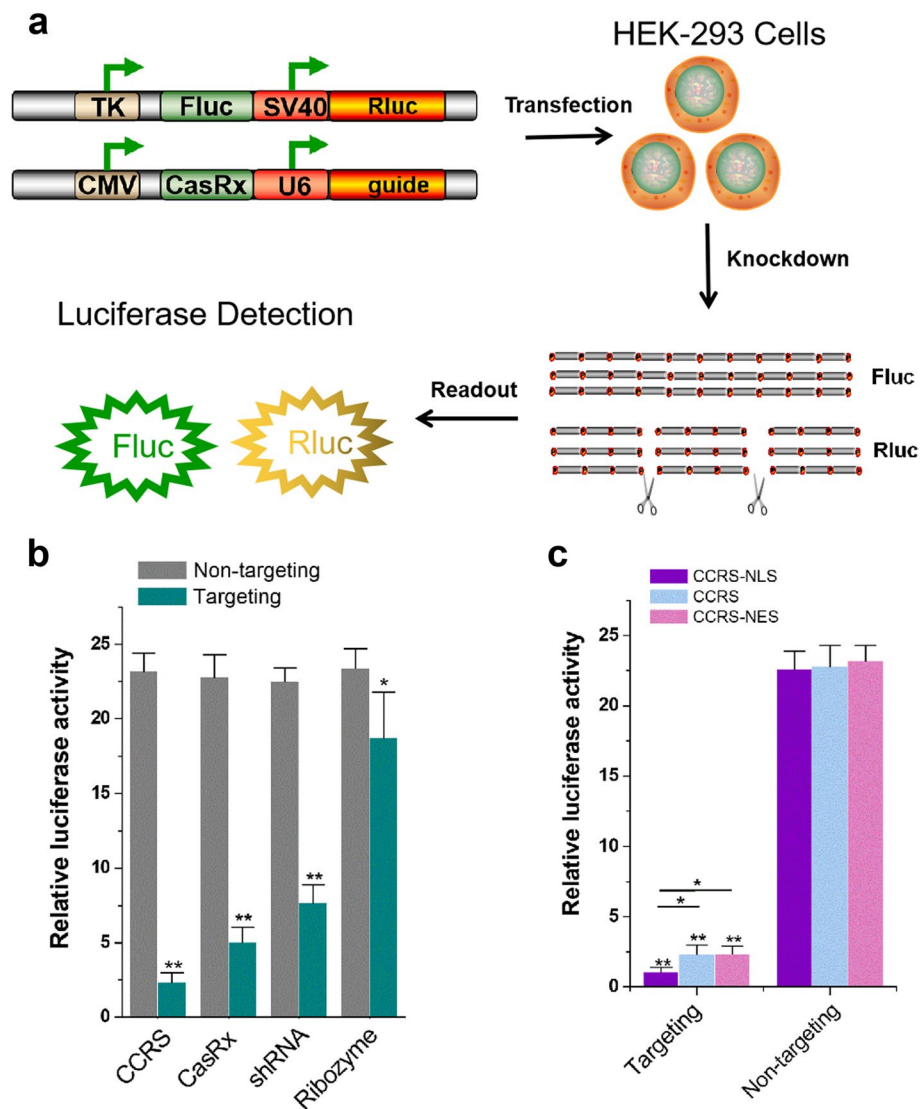 a
HEK-293 Cells
TK Fluc SV40 Rluc
Transfection
CMV CasRx U6 guide
Knockdown
Luciferase Detection
Fluc
Readout
Fluc Rluc
Rluc
b
Non-targeting
Targeting
Relative luciferase activity
25
20
15
10
5
0
**
**
**
*
CCRS
CasRx
shRNA
Ribozyme
c
CCRS-NLS
CCRS
CCRS-NES
Relative luciferase activity
25
20
15
10
5
0
*
*
**
**
**
Targeting
Non-targeting